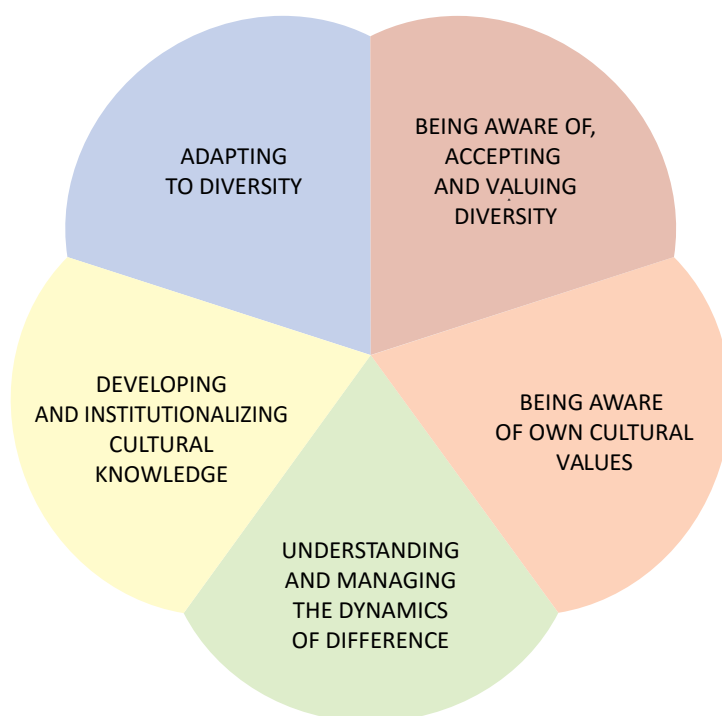 BEING AWARE OF,
ACCEPTING
AND VALUING
DIVERSITY
BEING AWARE
OF OWN CULTURAL
VALUES
UNDERSTANDING
AND MANAGING
THE DYNAMICS
OF DIFFERENCE
DEVELOPING
AND INSTITUTIONALIZING
CULTURAL
KNOWLEDGE
ADAPTING
TO DIVERSITY